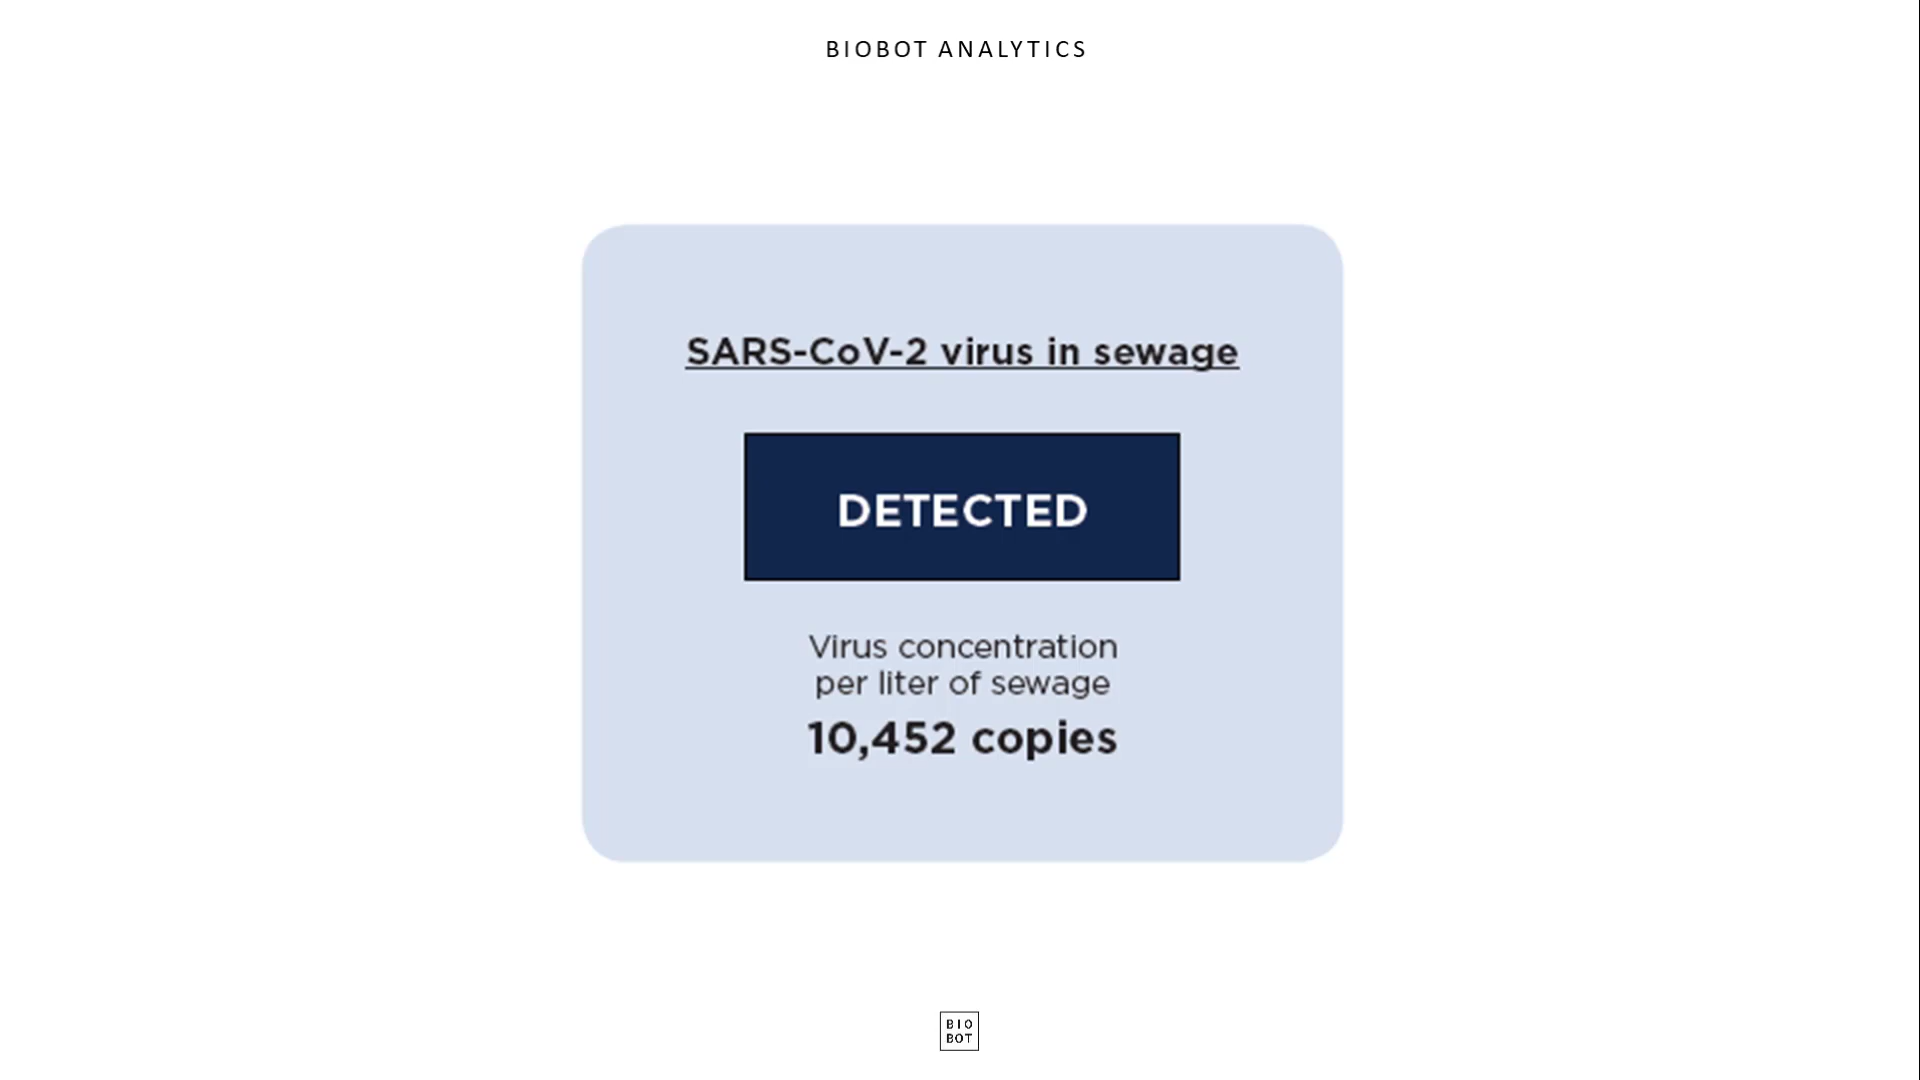 BIOBOT ANALYTICS
SARS-CoV-2 virus in sewage
DETECTED
Virus concentration
per liter of sewage
10,452 copies
BIO
BOT